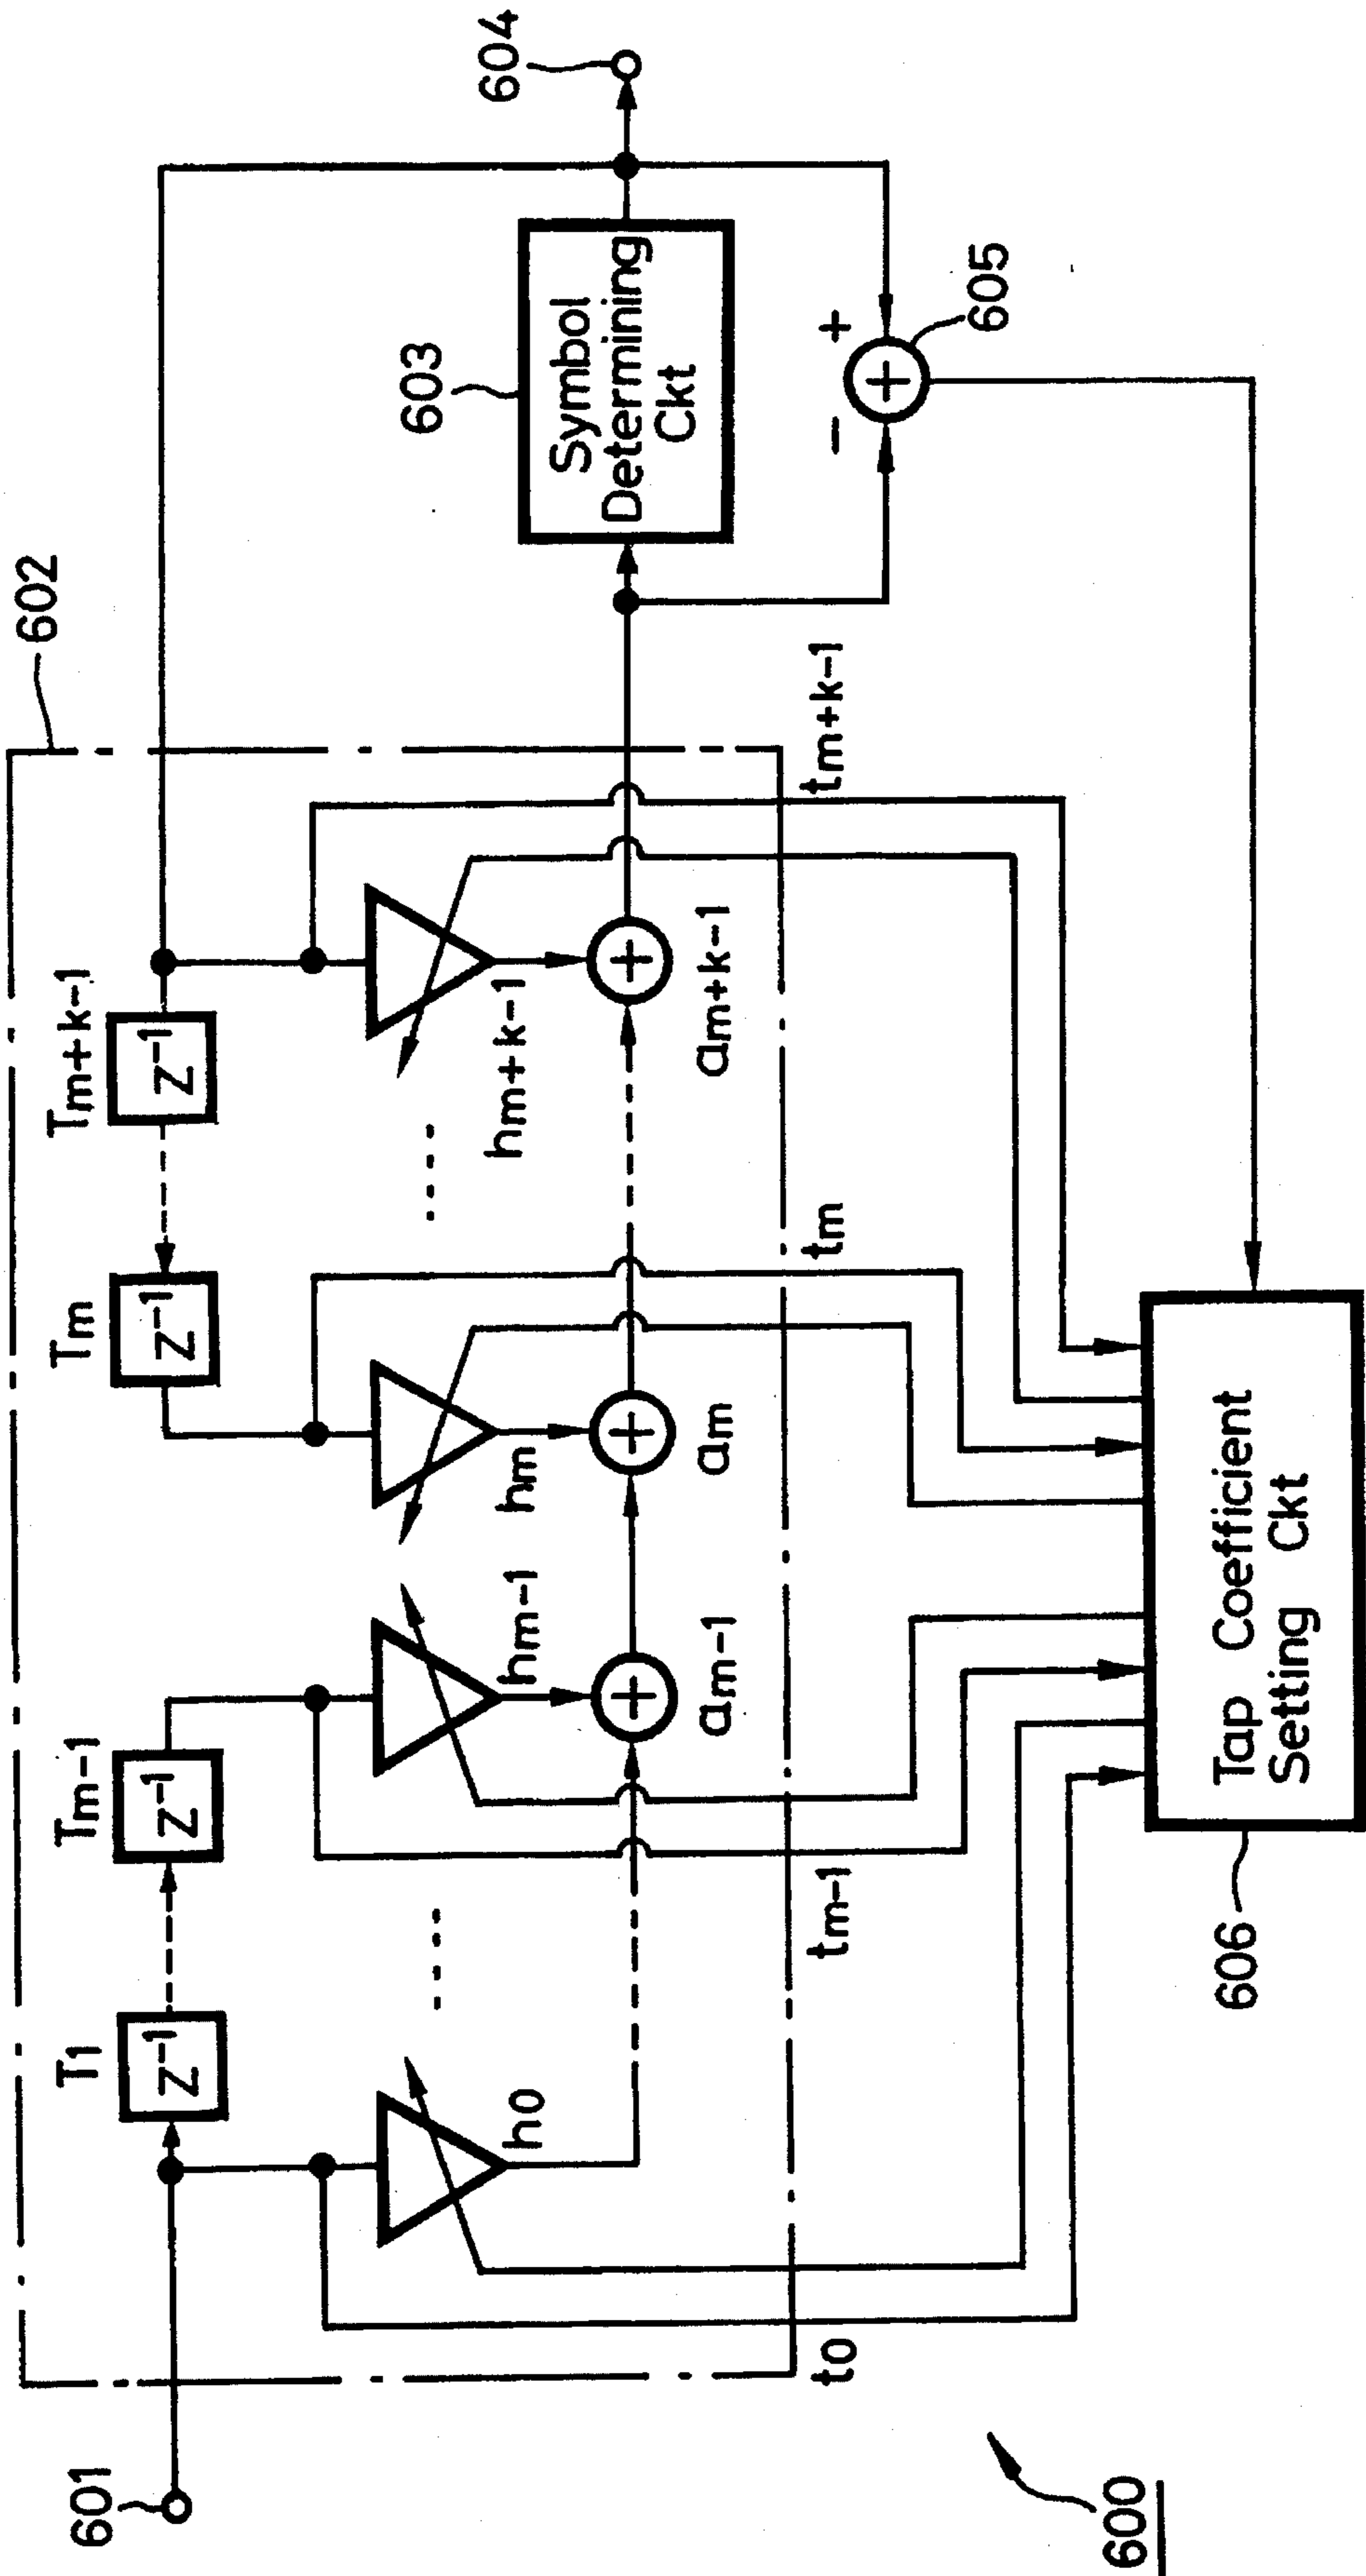 602
T1
Tm-1
Tm
Tm+k-1
z-1
z-1
z-1
z-1
601
604
603
Symbol
Determining
Ckt
h0
....
hm-1
hm
....
hm+k-1
+
+
+
am-1
am
am+k-1
-
+
+
605
t0
tm-1
tm
tm+k-1
Tap Coefficient
Setting Ckt
606
600